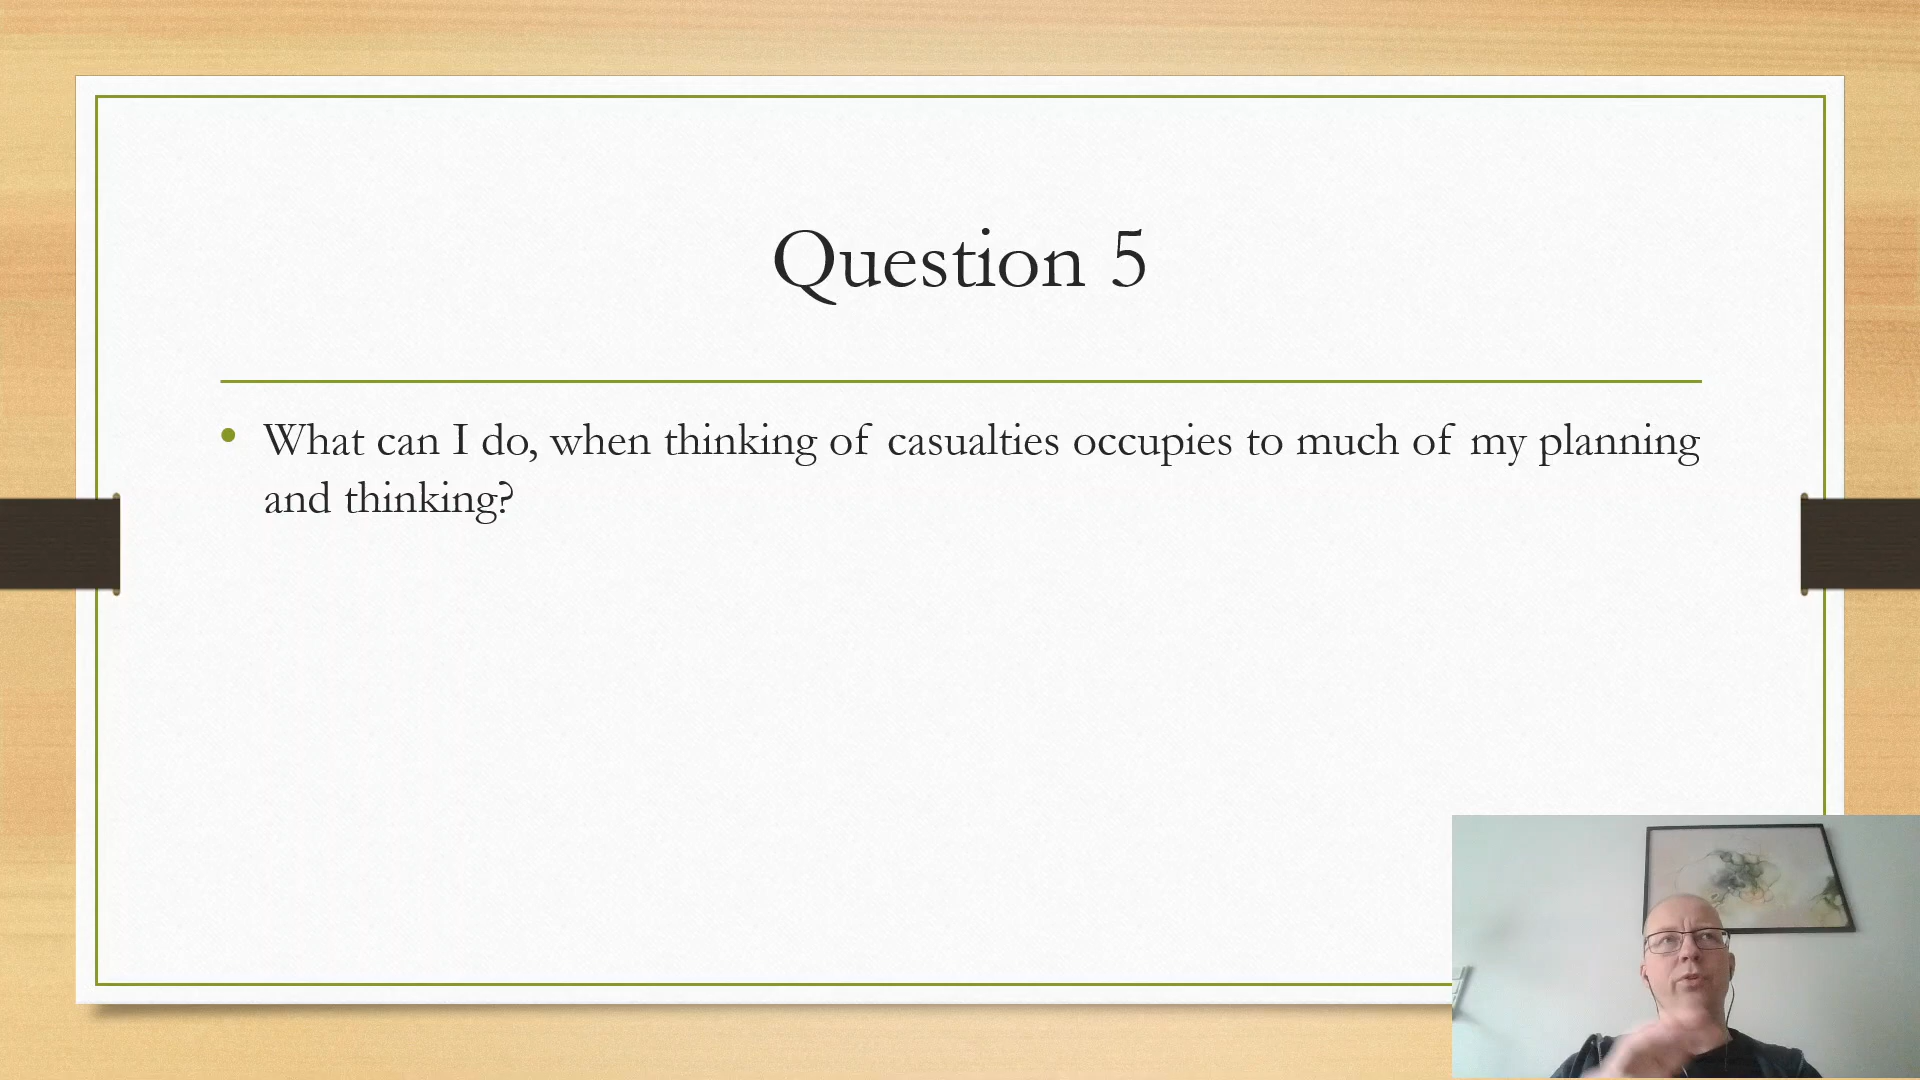 Question 5
• What can I do, when thinking of casualties occupies to much of my planning
and thinking?